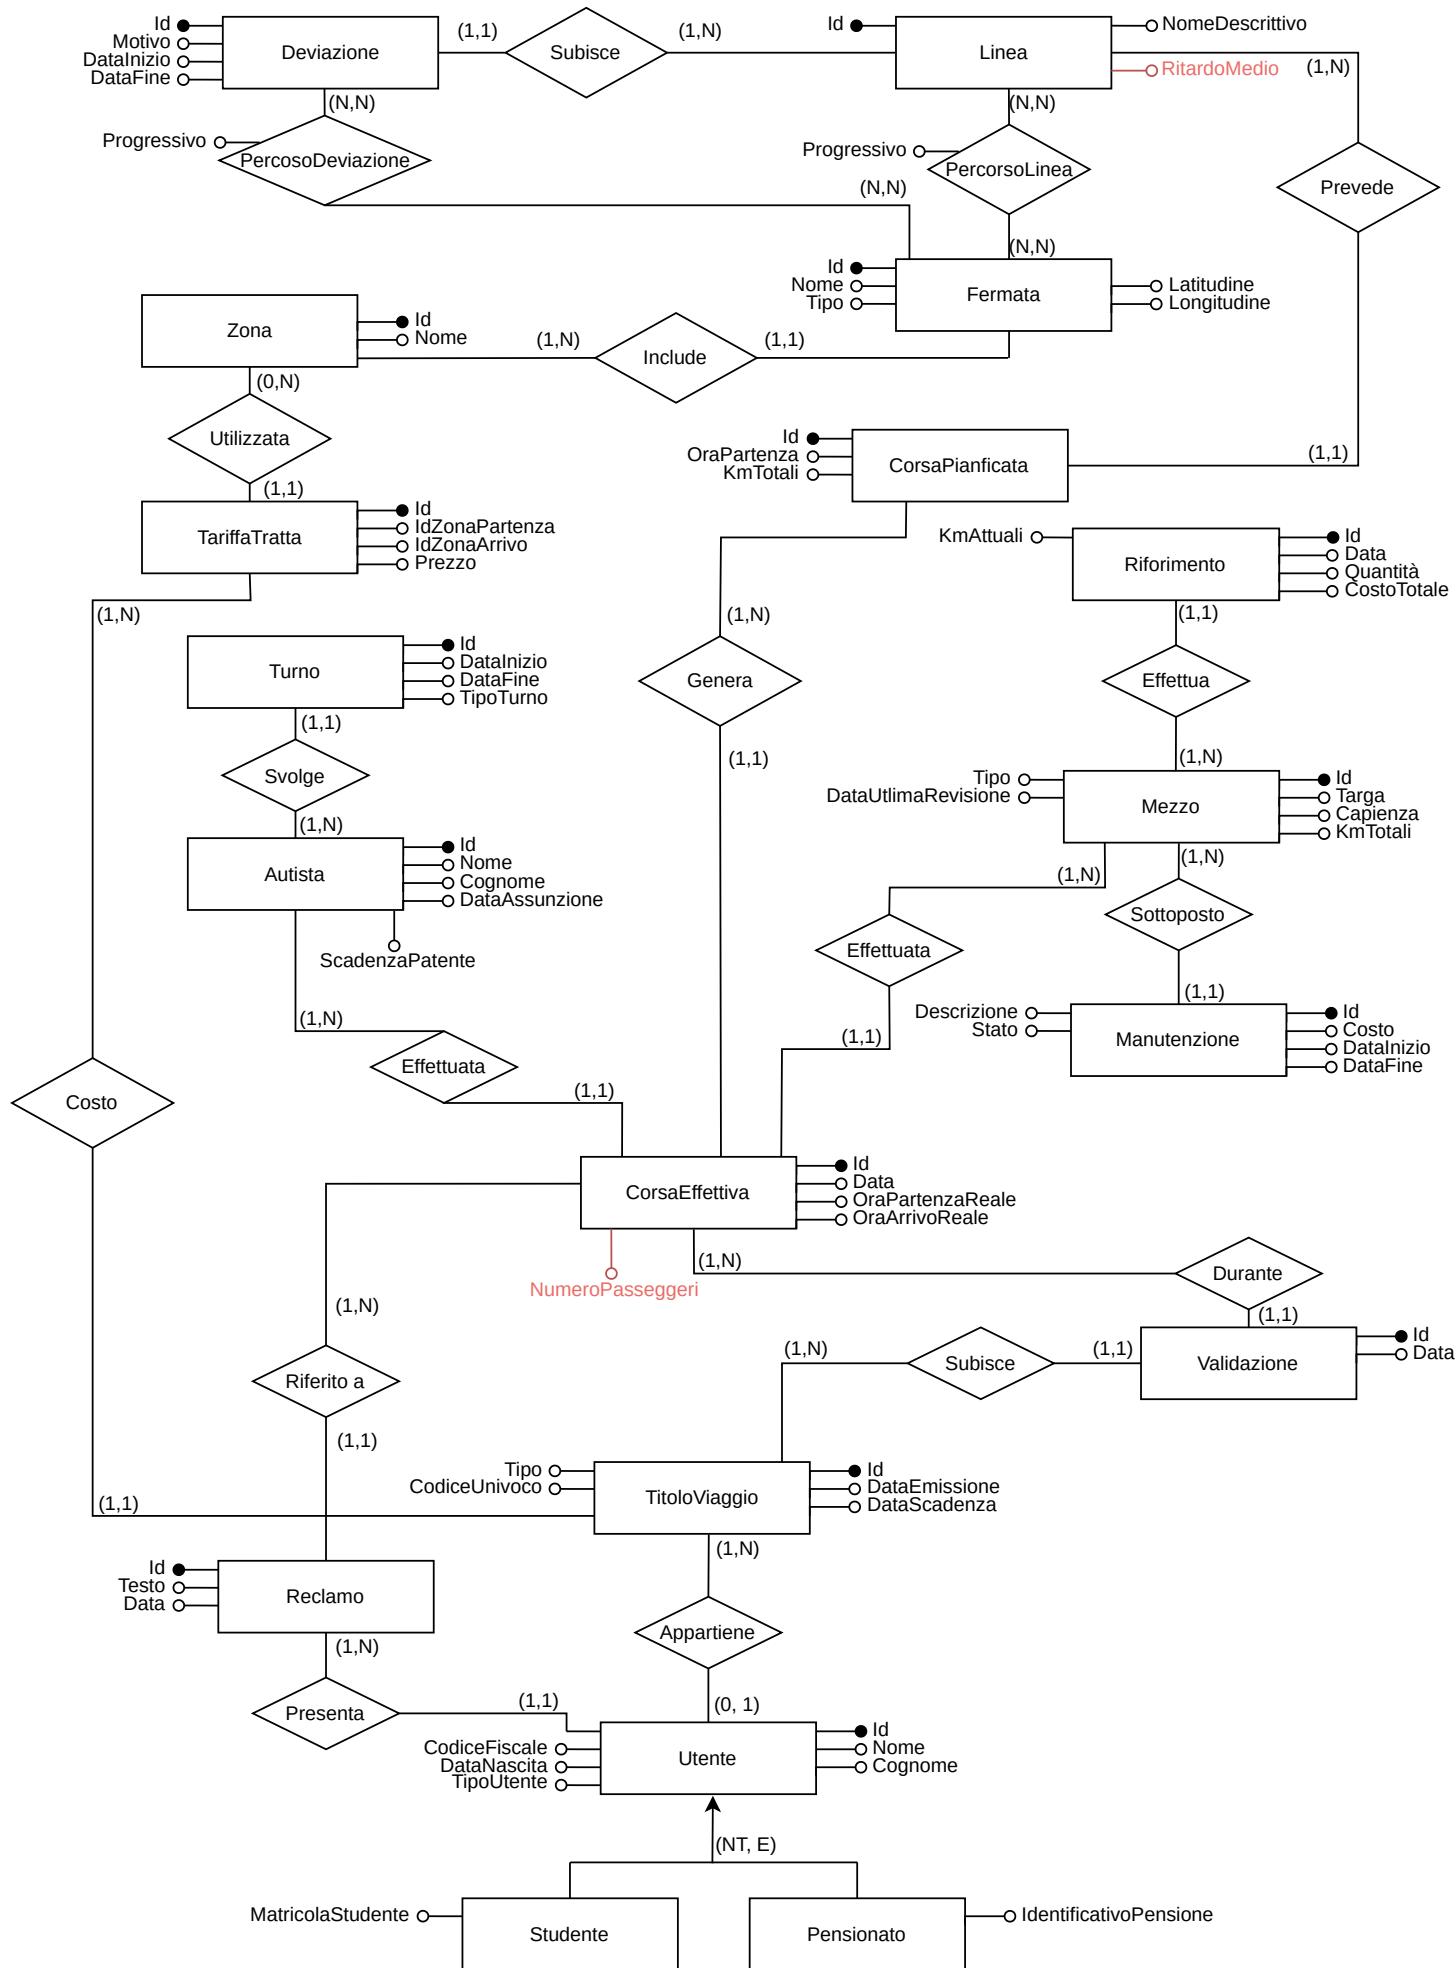 Id
Motivo
DataInizio
DataFine
Deviazione
(1,1)
Subisce
(1,N)
Id
Linea
NomeDescrittivo
RitardoMedio
(1,N)
(N,N)
Progressivo
PercosoDeviazione
(N,N)
(N,N)
Progressivo
PercorsoLinea
(N,N)
Prevede
Id
Nome
Tipo
Fermata
Latitudine
Longitudine
Zona
Id
Nome
(1,N)
Include
(1,1)
(0,N)
Utilizzata
(1,1)
Id
OraPartenza
KmTotali
CorsaPianficata
(1,1)
TariffaTratta
Id
IdZonaPartenza
IdZonaArrivo
Prezzo
(1,N)
KmAttuali
Riforimento
Id
Data
Quantità
CostoTotale
(1,1)
(1,N)
Genera
(1,1)
Effettua
(1,N)
Turno
Id
DataInizio
DataFine
TipoTurno
(1,1)
Svolge
(1,N)
Tipo
DataUtlimaRevisione
Mezzo
Id
Targa
Capienza
KmTotali
Autista
Id
Nome
Cognome
DataAssunzione
ScadenzaPatente
(1,N)
(1,N)
Effettuata
Sottoposto
(1,1)
(1,1)
Descrizione
Stato
Manutenzione
Id
Costo
DataInizio
DataFine
(1,N)
Effettuata
(1,1)
Costo
CorsaEffettiva
Id
Data
OraPartenzaReale
OraArrivoReale
NumeroPasseggeri
(1,N)
Durante
(1,1)
(1,N)
Riferito a
(1,1)
(1,N)
Subisce
(1,1)
Validazione
Id
Data
Tipo
CodiceUnivoco
TitoloViaggio
Id
DataEmissione
DataScadenza
(1,1)
Id
Testo
Data
Reclamo
(1,N)
(1,N)
Appartiene
(0, 1)
Presenta
(1,1)
CodiceFiscale
DataNascita
TipoUtente
Utente
Id
Nome
Cognome
(NT, E)
MatricolaStudente
Studente
Pensionato
IdentificativoPensione